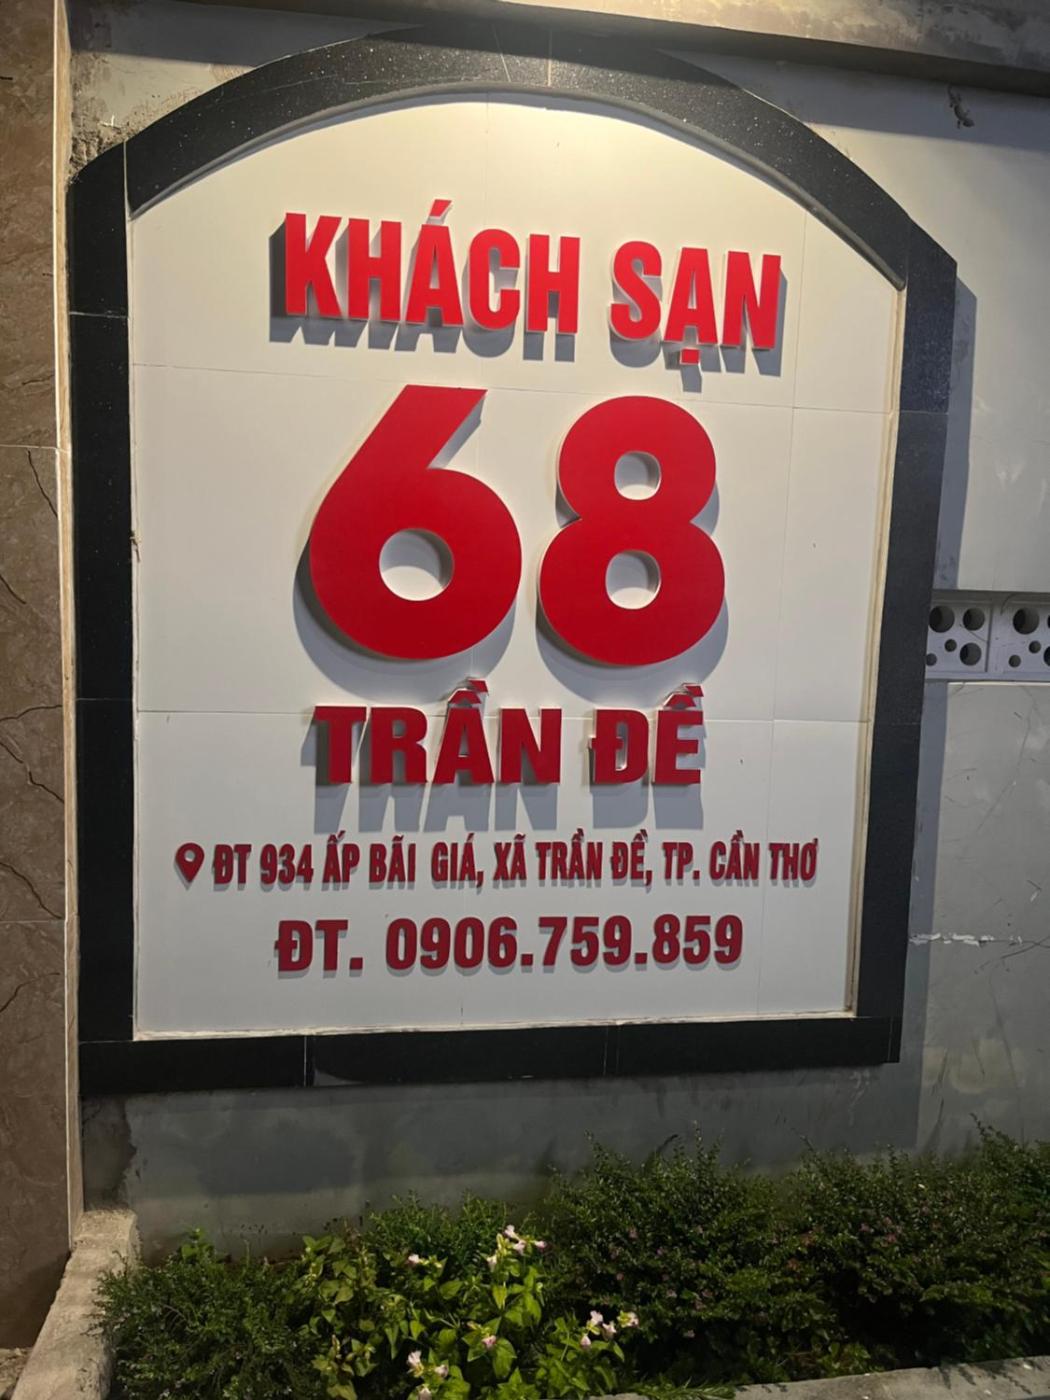 KHÁCH SẠN
68
TRẦN ĐỀ
ĐT 934 ẤP BÃI GIÁ, XÃ TRẦN ĐỀ, TP. CẦN THƠ
ĐT. 0906.759.859